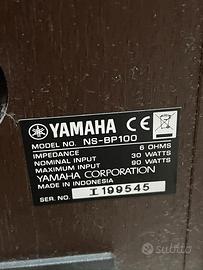 YAMAHA CE
MODEL NO. NS-BP100
IMPEDANCE 6 OHMS
NOMINAL INPUT 30 WATTS
MAXIMUM INPUT 90 WATTS
YAMAHA CORPORATION
MADE IN INDONESIA
SER. NO. I 199545
subito